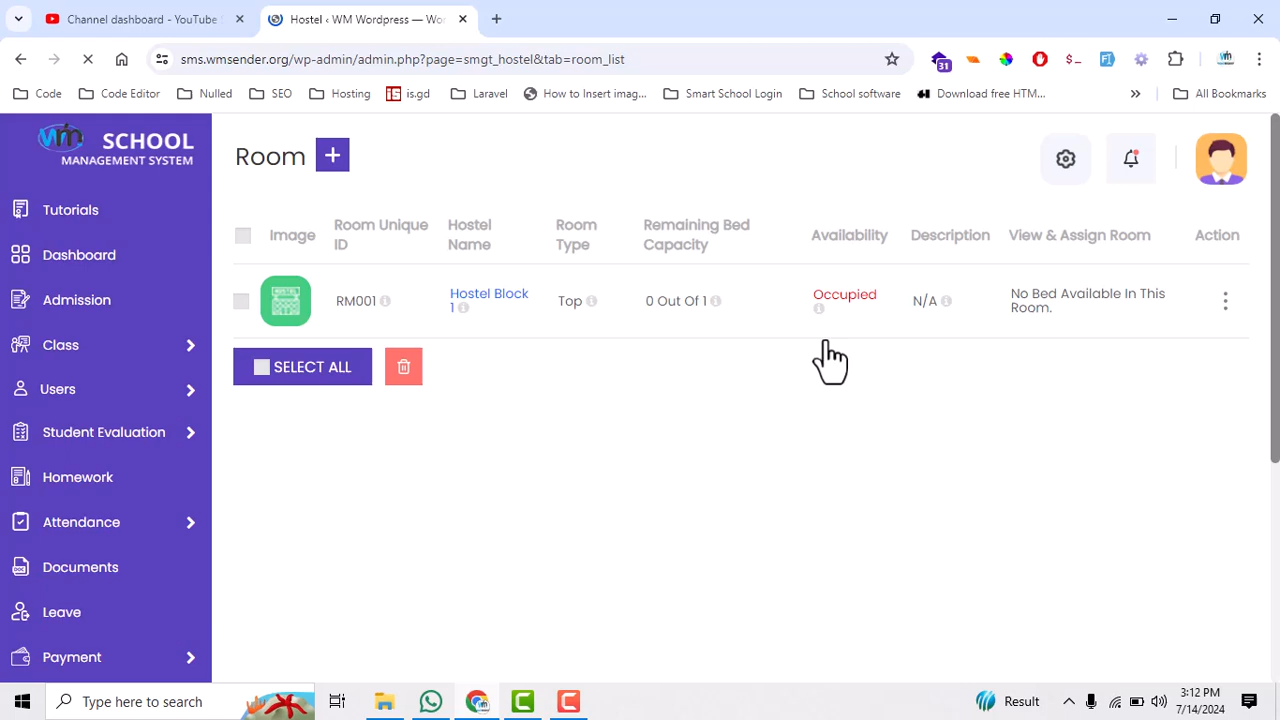 Channel dashboard - YouTube
Hostel ‹ WM Wordpress — Wor
sms.wmsender.org/wp-admin/admin.php?page=smgt_hostel&tab=room_list
31
Code
Code Editor
Nulled
SEO
Hosting
is.gd
Laravel
How to Insert imag...
Smart School Login
School software
Download free HTM...
All Bookmarks
wm SCHOOL
MANAGEMENT SYSTEM
Room
Tutorials
Dashboard
Admission
Class
Users
Student Evaluation
Homework
Attendance
Documents
Leave
Payment
Image
Room Unique
ID
Hostel
Name
Room
Type
Remaining Bed
Capacity
Availability
Description
View & Assign Room
Action
RM001
Hostel Block
1
Top
0 Out Of 1
Occupied
N/A
No Bed Available In This
Room.
SELECT ALL
Type here to search
Result
3:12 PM
7/14/2024